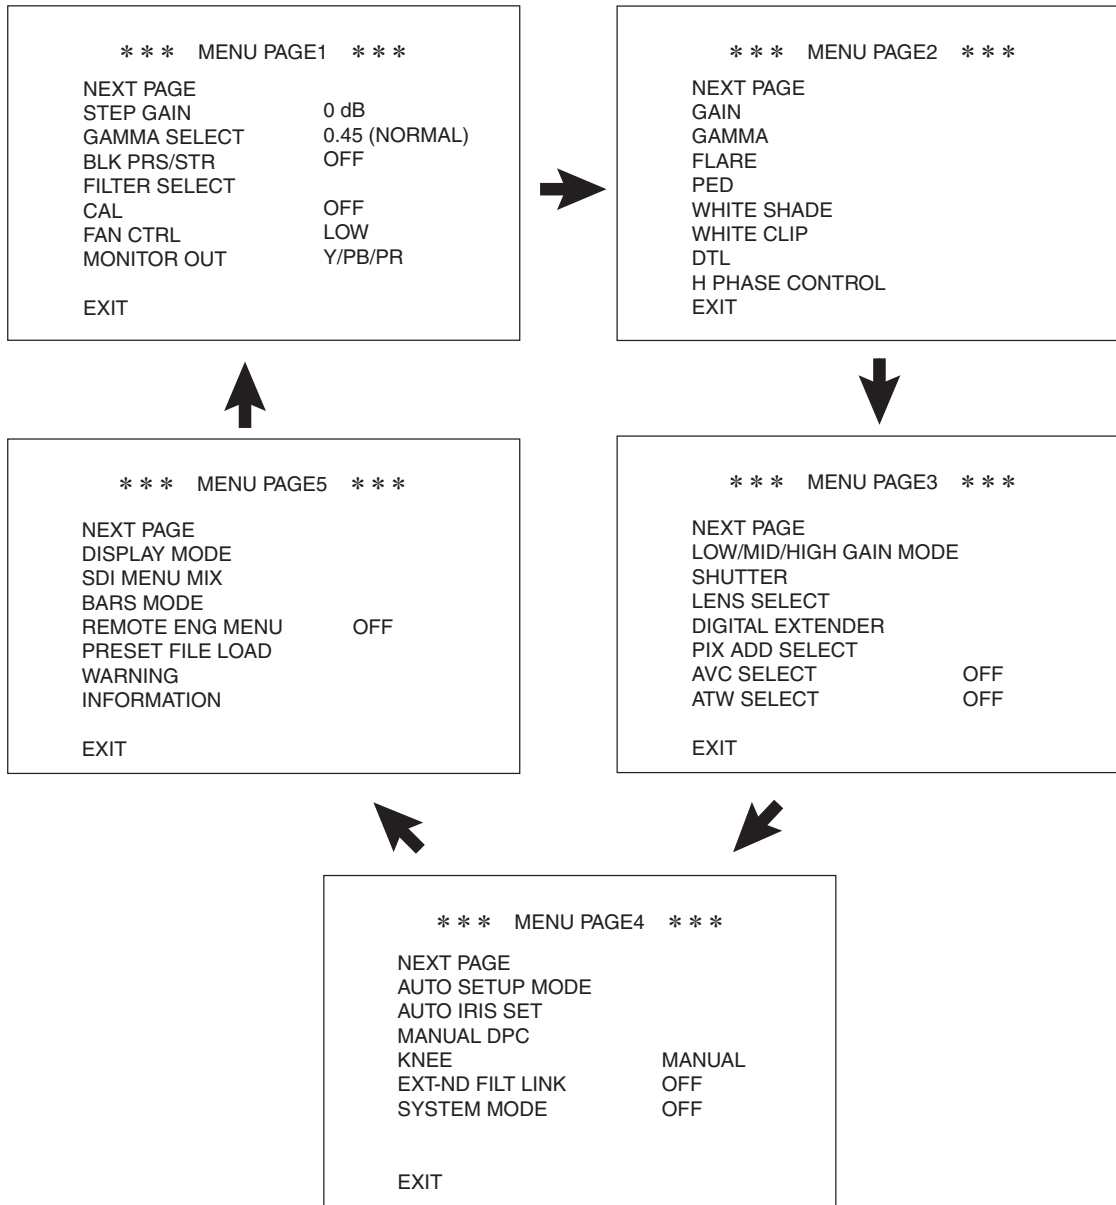 ＊＊＊ MENU PAGE1 ＊＊＊
NEXT PAGE
STEP GAIN 0 dB
GAMMA SELECT 0.45 (NORMAL)
BLK PRS/STR OFF
FILTER SELECT
CAL OFF
FAN CTRL LOW
MONITOR OUT Y/PB/PR
EXIT
＊＊＊ MENU PAGE2 ＊＊＊
NEXT PAGE
GAIN
GAMMA
FLARE
PED
WHITE SHADE
WHITE CLIP
DTL
H PHASE CONTROL
EXIT
＊＊＊ MENU PAGE3 ＊＊＊
NEXT PAGE
LOW/MID/HIGH GAIN MODE
SHUTTER
LENS SELECT
DIGITAL EXTENDER
PIX ADD SELECT
AVC SELECT OFF
ATW SELECT OFF
EXIT
＊＊＊ MENU PAGE4 ＊＊＊
NEXT PAGE
AUTO SETUP MODE
AUTO IRIS SET
MANUAL DPC
KNEE MANUAL
EXT-ND FILT LINK OFF
SYSTEM MODE OFF
EXIT
＊＊＊ MENU PAGE5 ＊＊＊
NEXT PAGE
DISPLAY MODE
SDI MENU MIX
BARS MODE
REMOTE ENG MENU OFF
PRESET FILE LOAD
WARNING
INFORMATION
EXIT